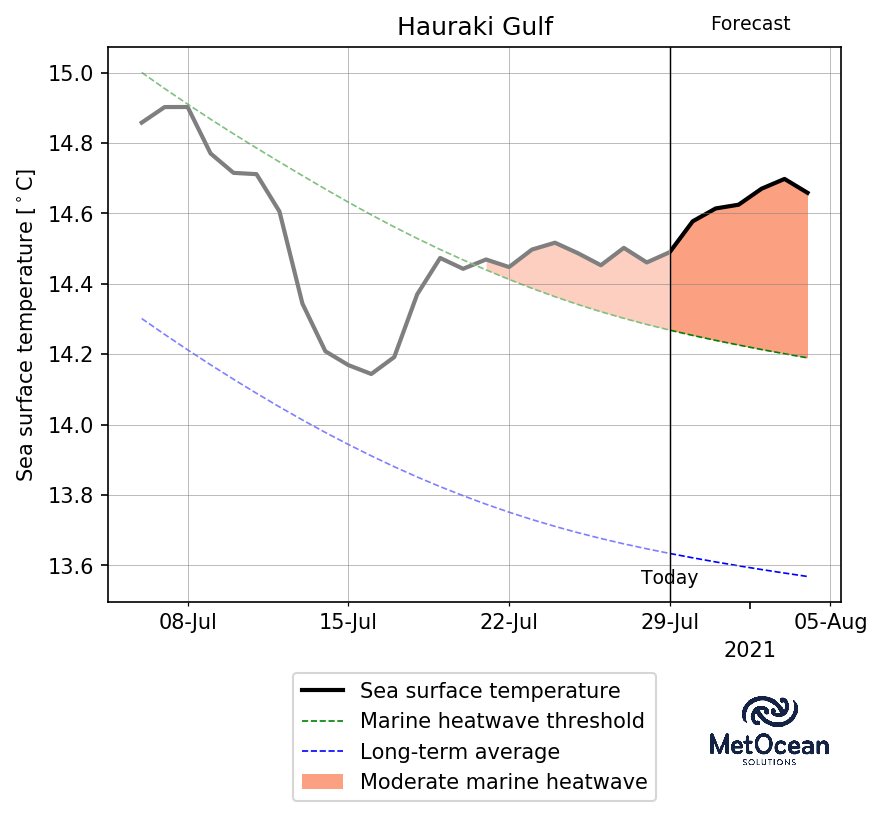 Hauraki Gulf
Forecast
Sea surface temperature [°C]
15.0
14.8
14.6
14.4
14.2
14.0
13.8
13.6
Today
08-Jul 15-Jul 22-Jul 29-Jul 05-Aug
2021
Sea surface temperature
Marine heatwave threshold
Long-term average
Moderate marine heatwave
MetOcean
SOLUTIONS